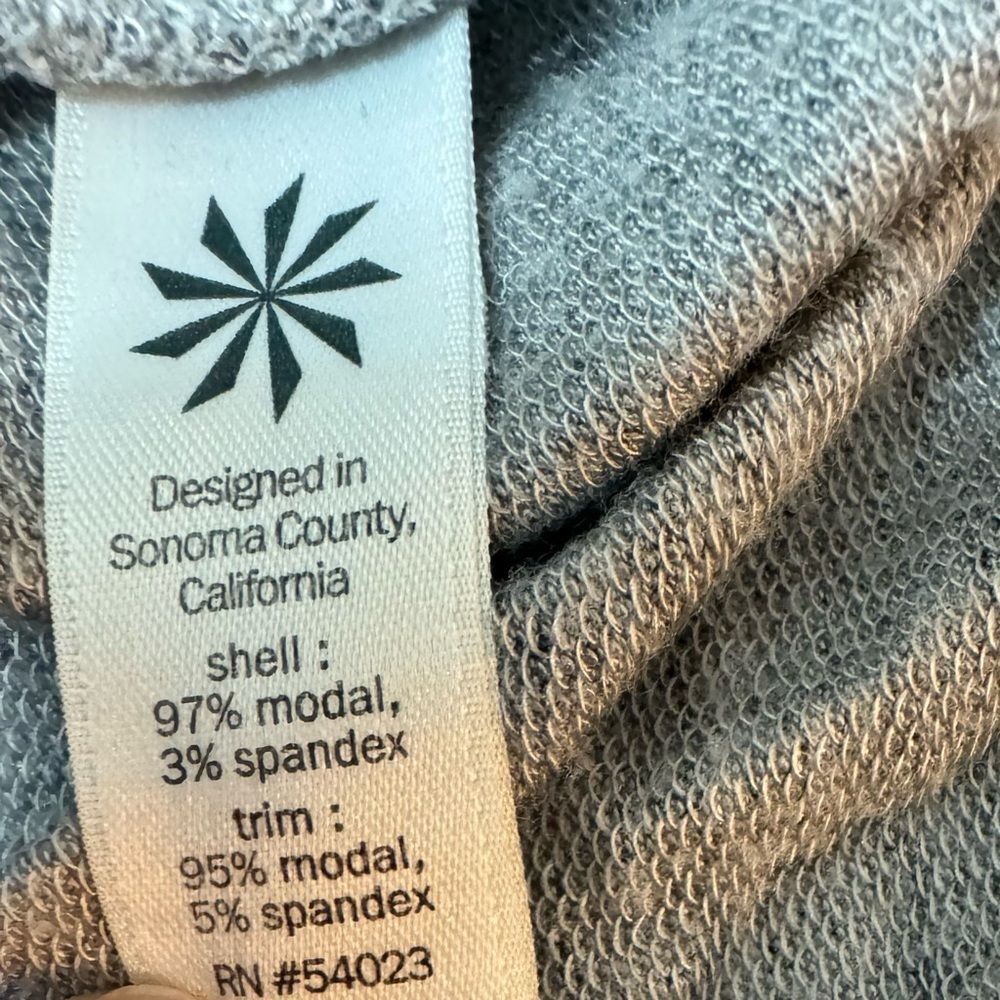 Designed in
Sonoma County,
California
shell :
97% modal,
3% spandex
trim :
95% modal,
5% spandex
RN #54023